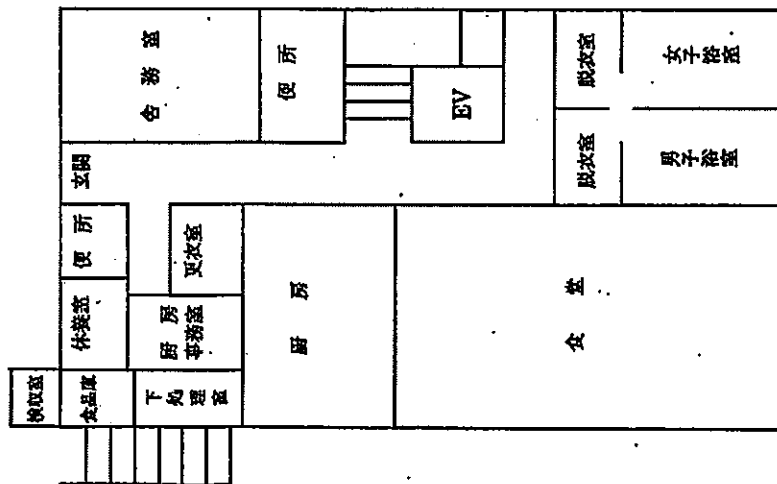 舎務室
便所
EV
脱衣室
女子浴室
脱衣室
男子浴室
玄関
便所
更衣室
休養室
厨房
事務室
厨房
食堂
検収室
食品庫
下処理室